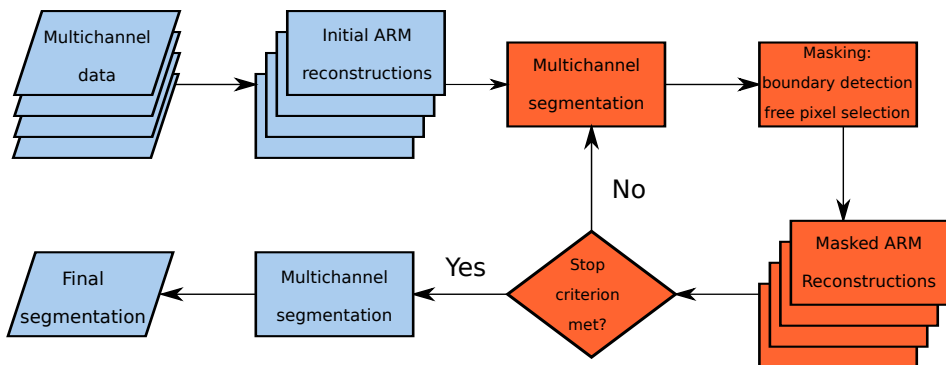 Multichannel
data
Initial ARM
reconstructions
Multichannel
segmentation
Masking:
boundary detection
free pixel selection
No
Masked ARM
Reconstructions
Stop
criterion
met?
Yes
Multichannel
segmentation
Final
segmentation